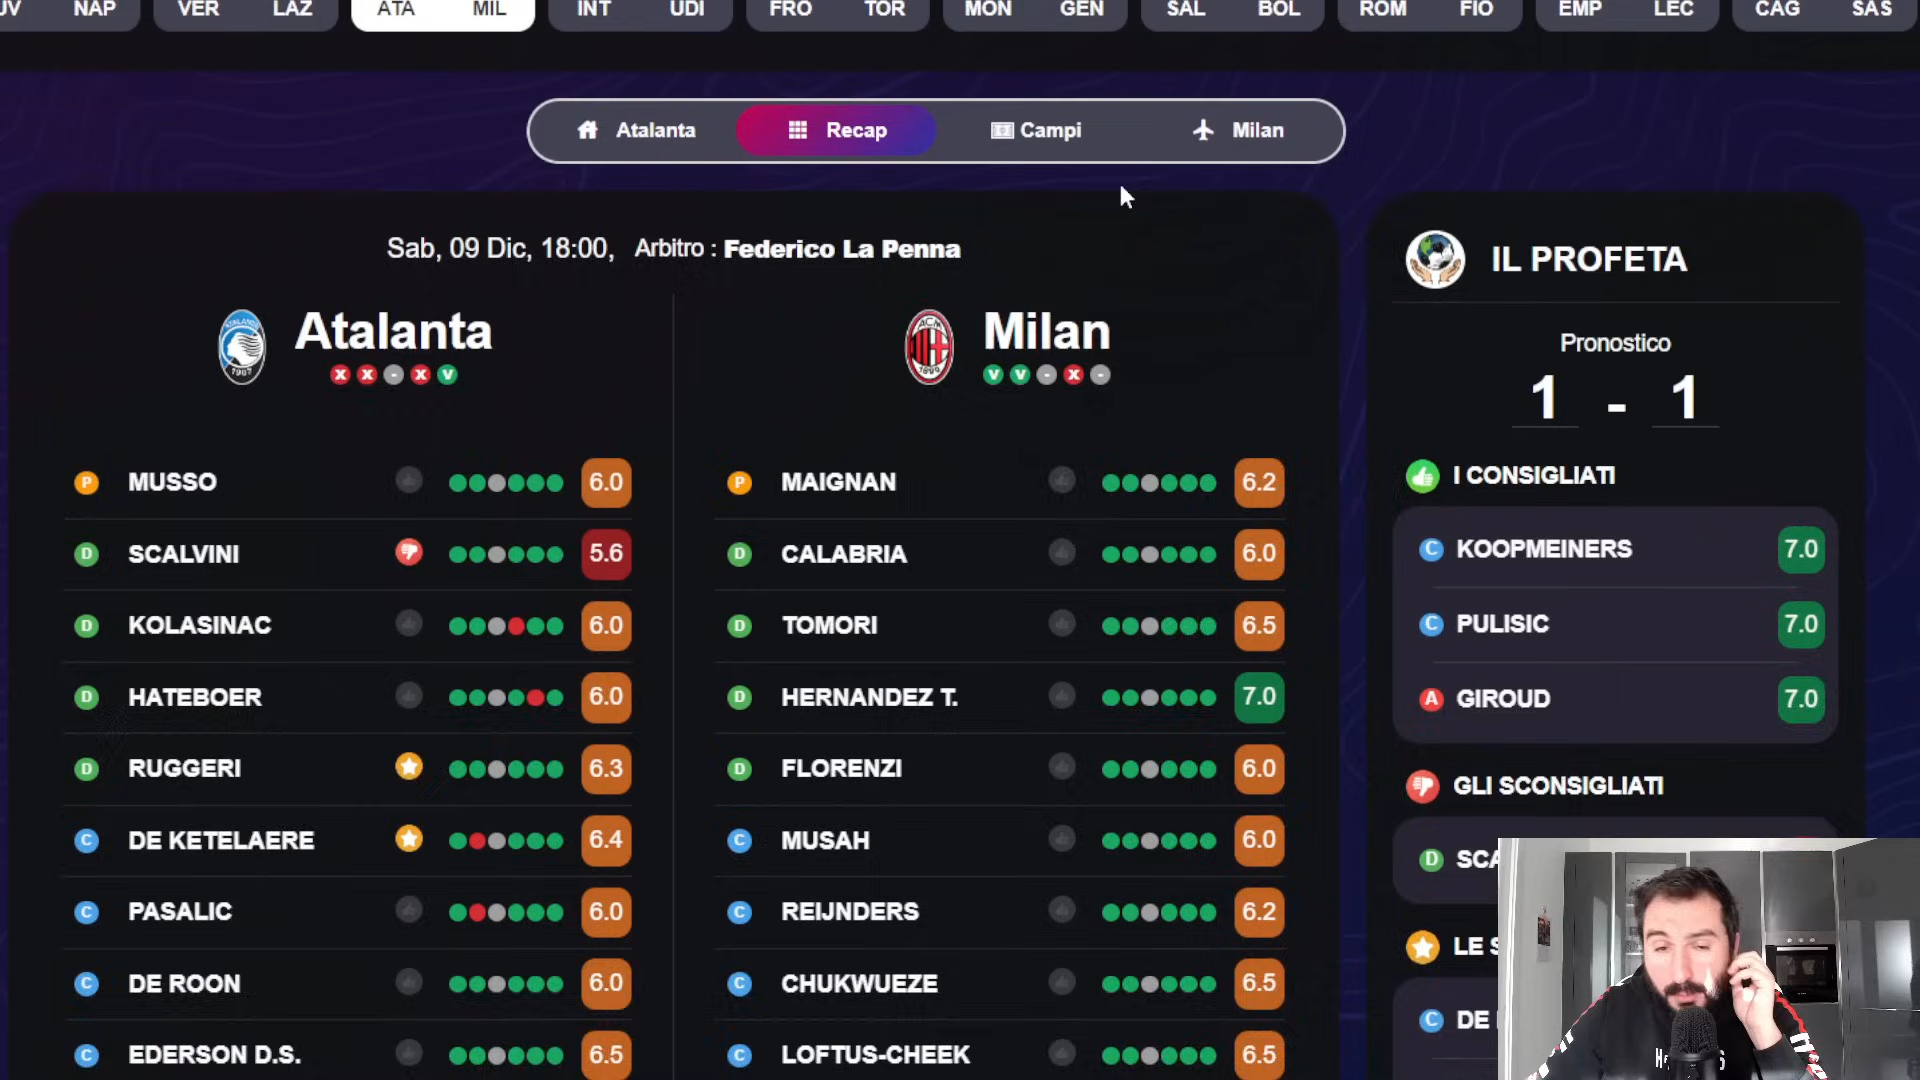 NAP
VER LAZ
ATA MIL
INT UDI
FRO TOR
MON GEN
SAL BOL
ROM FIO
EMP LEC
CAG SAS
Atalanta
Recap
Campi
Milan
Sab, 09 Dic, 18:00, Arbitro : Federico La Penna
Atalanta
X X - X V
Milan
V V - X -
P MUSSO 6.0
D SCALVINI 5.6
D KOLASINAC 6.0
D HATEBOER 6.0
D RUGGERI 6.3
C DE KETELAERE 6.4
C PASALIC 6.0
C DE ROON 6.0
C EDERSON D.S. 6.5
P MAIGNAN 6.2
D CALABRIA 6.0
D TOMORI 6.5
D HERNANDEZ T. 7.0
D FLORENZI 6.0
C MUSAH 6.0
C REIJNDERS 6.2
C CHUKWUEZE 6.5
C LOFTUS-CHEEK 6.5
IL PROFETA
Pronostico
1 - 1
I CONSIGLIATI
C KOOPMEINERS 7.0
C PULISIC 7.0
A GIROUD 7.0
GLI SCONSIGLIATI
D SCA
LE S
C DE